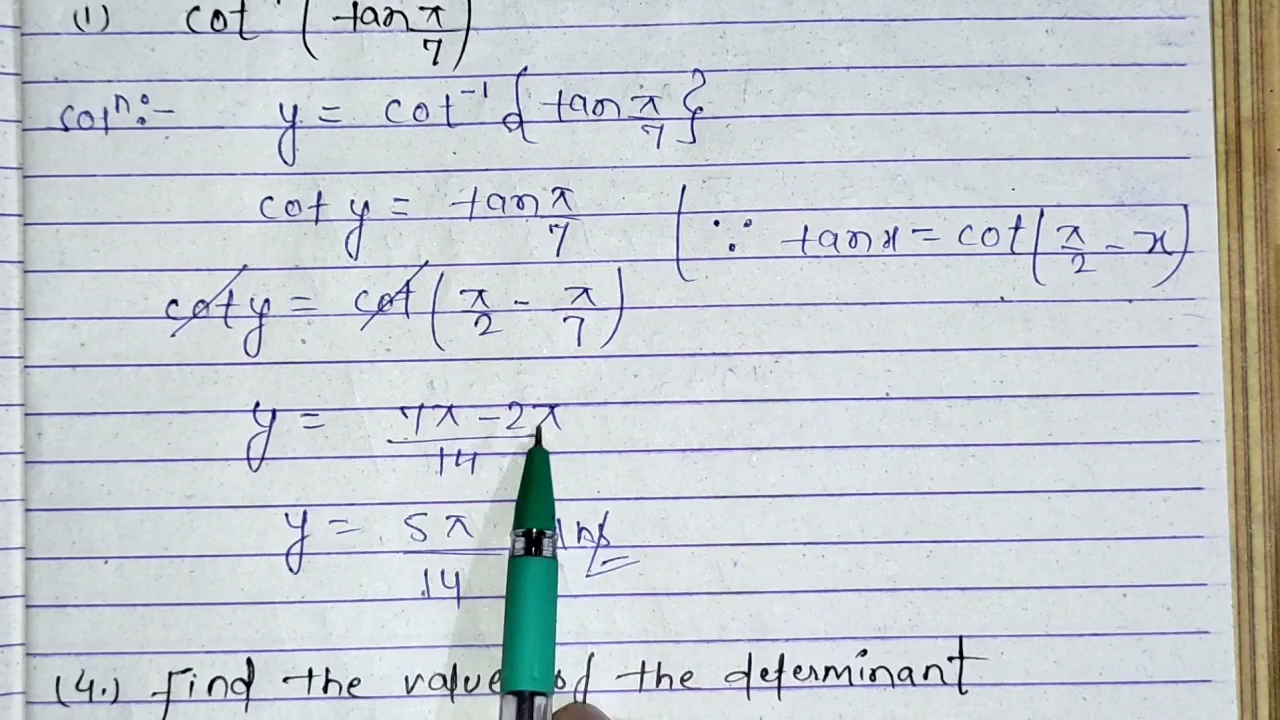 (1) cot⁻¹ (tan π/7)
Solⁿ:- y = cot⁻¹ { tan π/7 }
cot y = tan π/7 [ ∵ tan x = cot(π/2 - x) ]
cot y = cot (π/2 - π/7)
y = 7π - 2π / 14
y = 5π / 14 Ans
(4.) find the value of the determinant